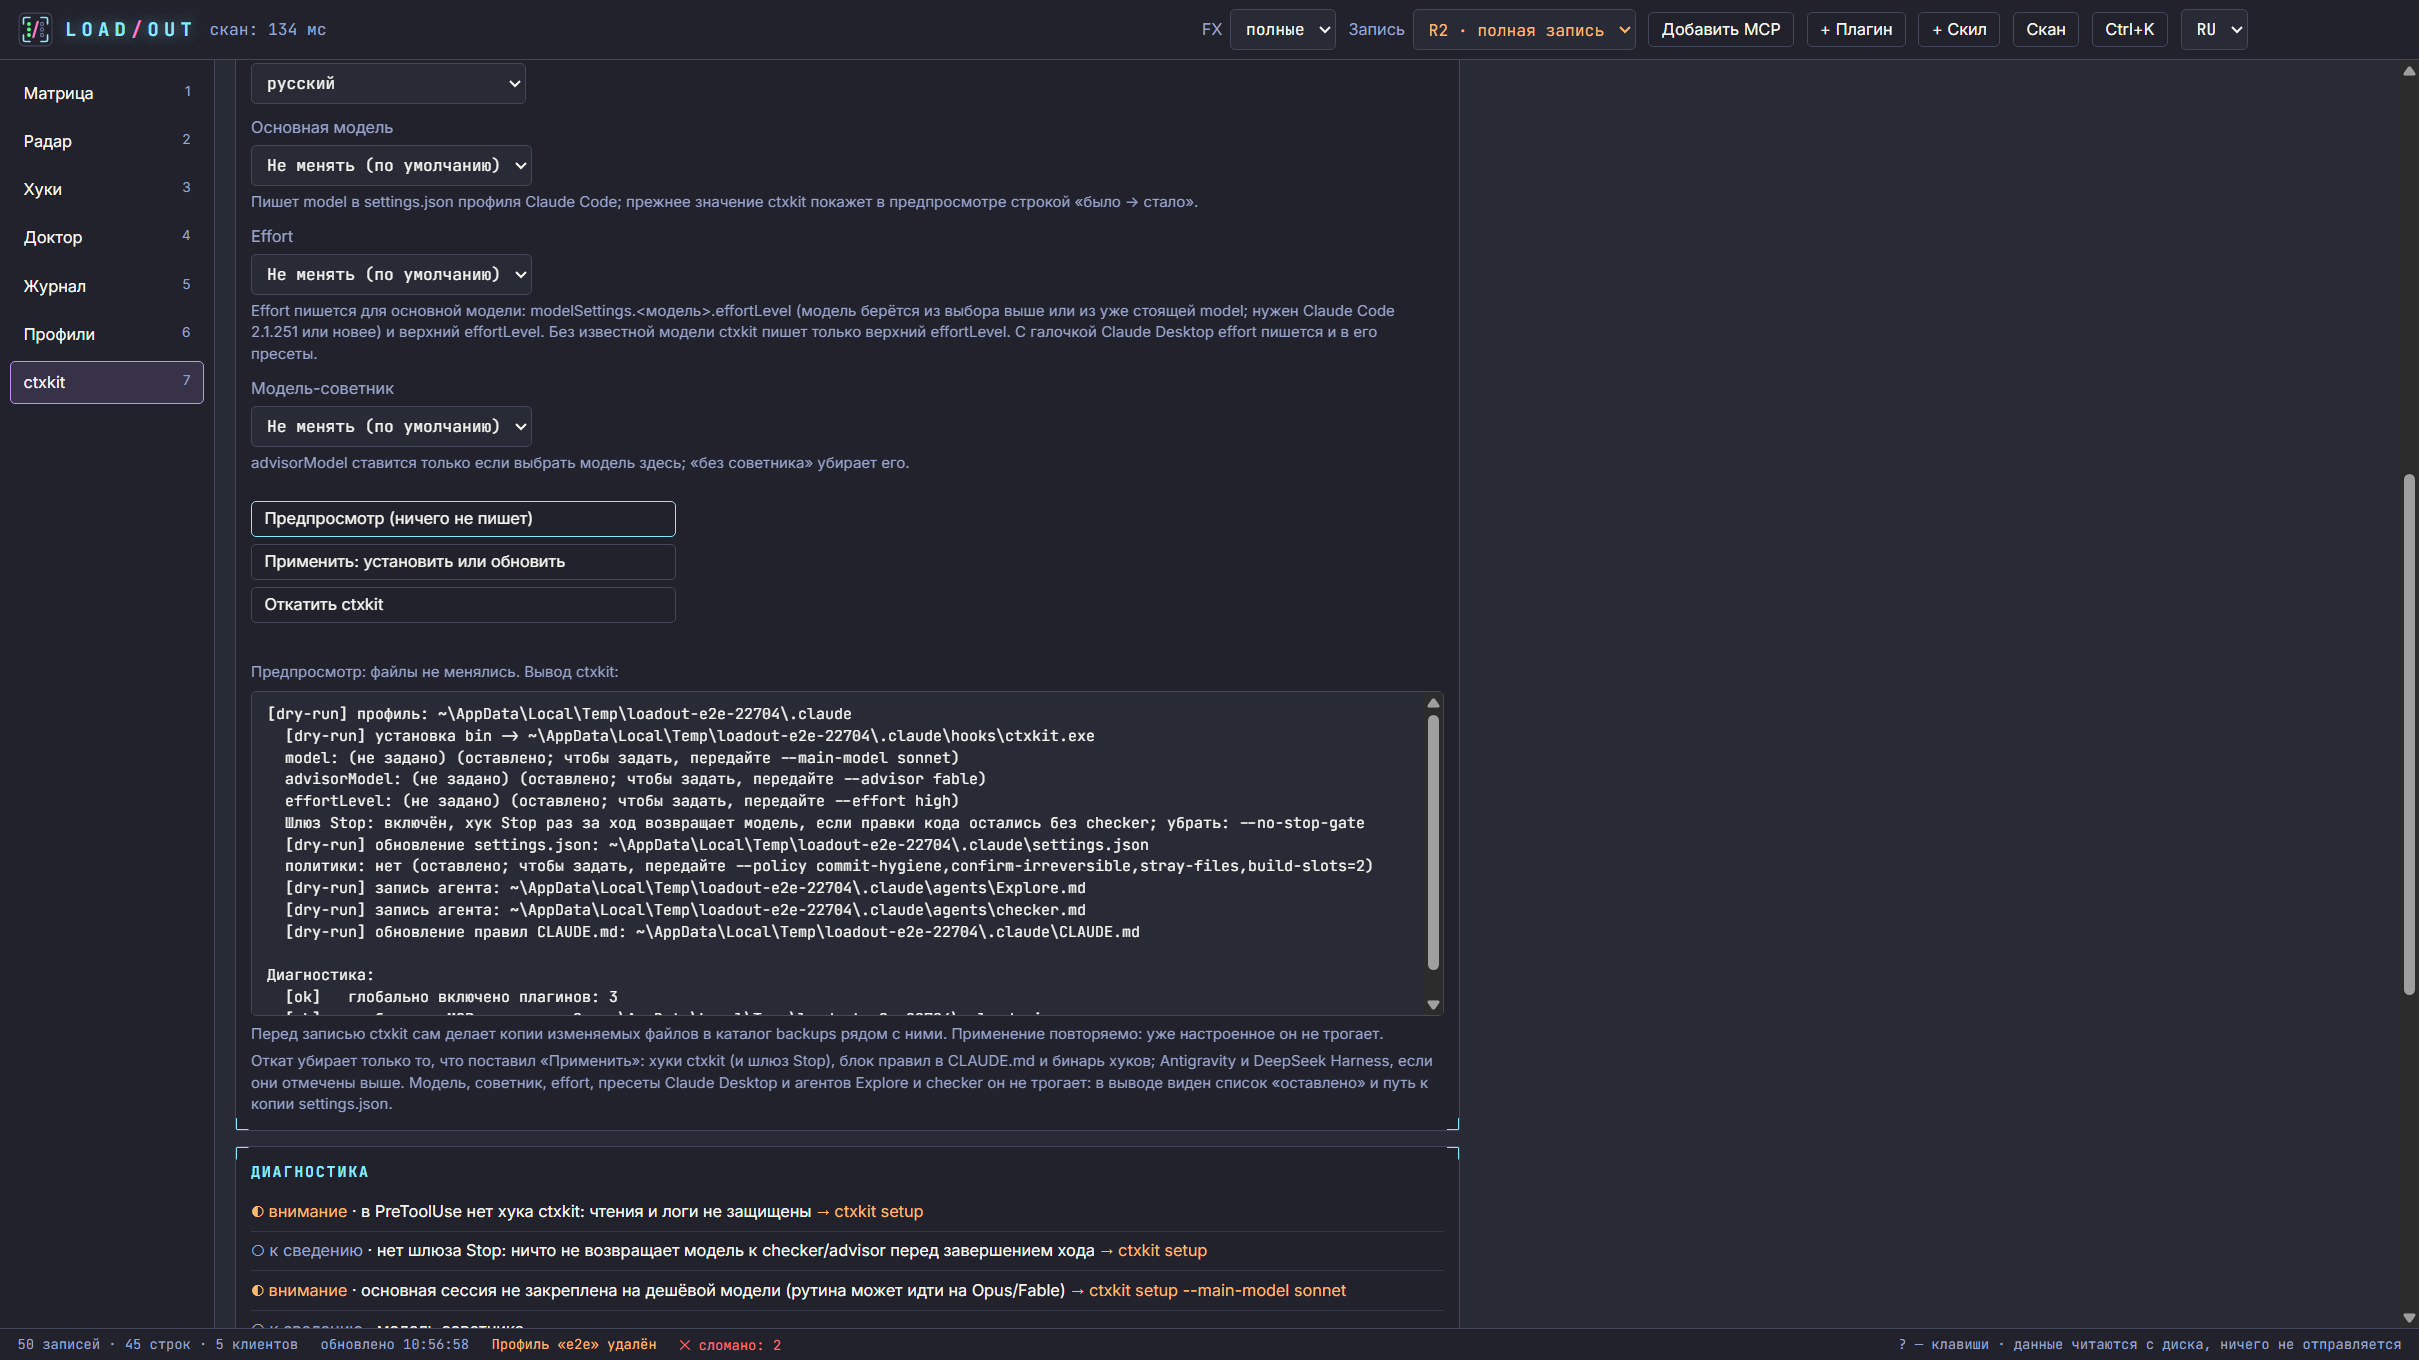 LOAD/OUT скан: 134 мс FX полные Запись R2 · полная запись Добавить MCP + Плагин + Скил Скан Ctrl+K RU
Матрица 1
Радар 2
Хуки 3
Доктор 4
Журнал 5
Профили 6
ctxkit 7
русский
Основная модель
Не менять (по умолчанию)
Пишет model в settings.json профиля Claude Code; прежнее значение ctxkit покажет в предпросмотре строкой «было → стало».
Effort
Не менять (по умолчанию)
Effort пишется для основной модели: modelSettings.<модель>.effortLevel (модель берётся из выбора выше или из уже стоящей model; нужен Claude Code
2.1.251 или новее) и верхний effortLevel. Без известной модели ctxkit пишет только верхний effortLevel. С галочкой Claude Desktop effort пишется и в его
пресеты.
Модель-советник
Не менять (по умолчанию)
advisorModel ставится только если выбрать модель здесь; «без советника» убирает его.
Предпросмотр (ничего не пишет)
Применить: установить или обновить
Откатить ctxkit
Предпросмотр: файлы не менялись. Вывод ctxkit:
[dry-run] профиль: ~\AppData\Local\Temp\loadout-e2e-22704\.claude
[dry-run] установка bin —> ~\AppData\Local\Temp\loadout-e2e-22704\.claude\hooks\ctxkit.exe
model: (не задано) (оставлено; чтобы задать, передайте --main-model sonnet)
advisorModel: (не задано) (оставлено; чтобы задать, передайте --advisor fable)
effortLevel: (не задано) (оставлено; чтобы задать, передайте --effort high)
Шлюз Stop: включён, хук Stop раз за ход возвращает модель, если правки кода остались без checker; убрать: --no-stop-gate
[dry-run] обновление settings.json: ~\AppData\Local\Temp\loadout-e2e-22704\.claude\settings.json
политики: нет (оставлено; чтобы задать, передайте --policy commit-hygiene,confirm-irreversible,stray-files,build-slots=2)
[dry-run] запись агента: ~\AppData\Local\Temp\loadout-e2e-22704\.claude\agents\Explore.md
[dry-run] запись агента: ~\AppData\Local\Temp\loadout-e2e-22704\.claude\agents\checker.md
[dry-run] обновление правил CLAUDE.md: ~\AppData\Local\Temp\loadout-e2e-22704\.claude\CLAUDE.md
Диагностика:
[ok] глобально включено плагинов: 3
Перед записью ctxkit сам делает копии изменяемых файлов в каталог backups рядом с ними. Применение повторяемо: уже настроенное он не трогает.
Откат убирает только то, что поставил «Применить»: хуки ctxkit (и шлюз Stop), блок правил в CLAUDE.md и бинарь хуков; Antigravity и DeepSeek Harness, если
они отмечены выше. Модель, советник, effort, пресеты Claude Desktop и агентов Explore и checker он не трогает: в выводе виден список «оставлено» и путь к
копии settings.json.
ДИАГНОСТИКА
внимание · в PreToolUse нет хука ctxkit: чтения и логи не защищены → ctxkit setup
к сведению · нет шлюза Stop: ничто не возвращает модель к checker/advisor перед завершением хода → ctxkit setup
внимание · основная сессия не закреплена на дешёвой модели (рутина может идти на Opus/Fable) → ctxkit setup --main-model sonnet
50 записей · 45 строк · 5 клиентов обновлено 10:56:58 Профиль «e2e» удалён ✕ сломано: 2 ? — клавиши · данные читаются с диска, ничего не отправляется